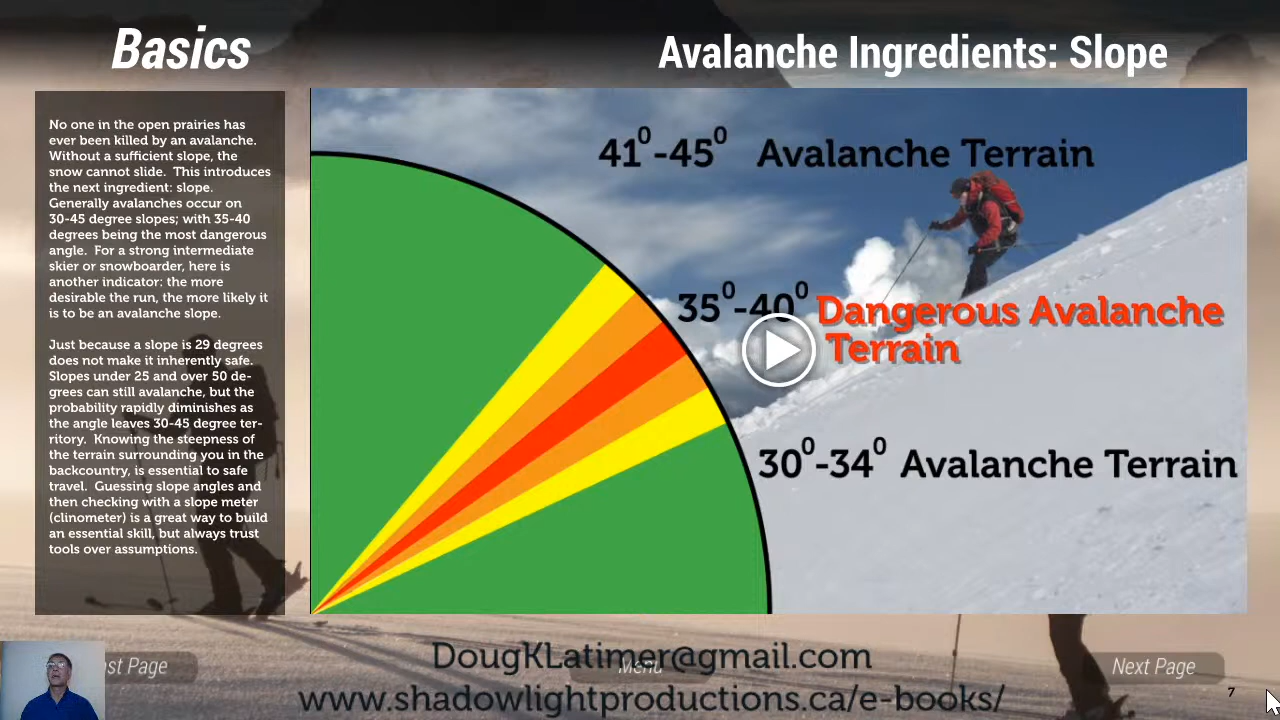 Basics
Avalanche Ingredients: Slope
No one in the open prairies has
ever been killed by an avalanche.
Without a sufficient slope, the
snow cannot slide. This introduces
the next ingredient: slope.
Generally avalanches occur on
30-45 degree slopes; with 35-40
degrees being the most dangerous
angle. For a strong intermediate
skier or snowboarder, here is
another indicator: the more
desirable the run, the more likely it
is to be an avalanche slope.
Just because a slope is 29 degrees
does not make it inherently safe.
Slopes under 25 and over 50 de-
grees can still avalanche, but the
probability rapidly diminishes as
the angle leaves 30-45 degree ter-
ritory. Knowing the steepness of
the terrain surrounding you in the
backcountry, is essential to safe
travel. Guessing slope angles and
then checking with a slope meter
(clinometer) is a great way to build
an essential skill, but always trust
tools over assumptions.
41⁰-45⁰ Avalanche Terrain
35⁰-40⁰ Dangerous Avalanche
Terrain
30⁰-34⁰ Avalanche Terrain
st Page
Menu
Next Page
DougKLatimer@gmail.com
www.shadowlightproductions.ca/e-books/
7